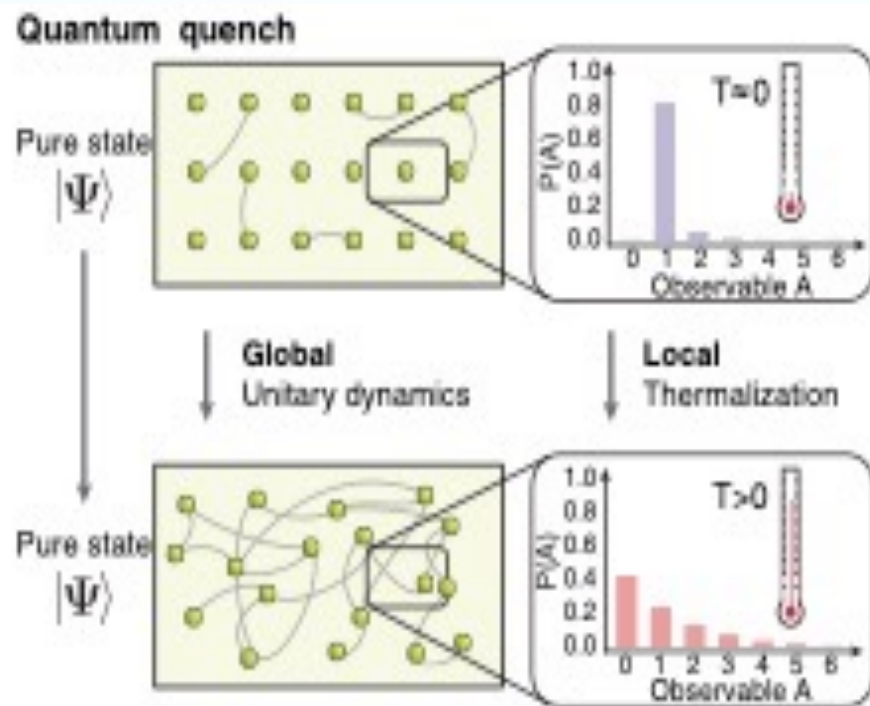 Quantum quench
Pure state
|Ψ⟩
1.0
0.8
0.6
0.4
0.2
0.0
P(A)
T≈0
0 1 2 3 4 5 6
Observable A
Global
Unitary dynamics
Local
Thermalization
Pure state
|Ψ⟩
1.0
0.8
0.6
0.4
0.2
0.0
P(A)
T>0
0 1 2 3 4 5 6
Observable A